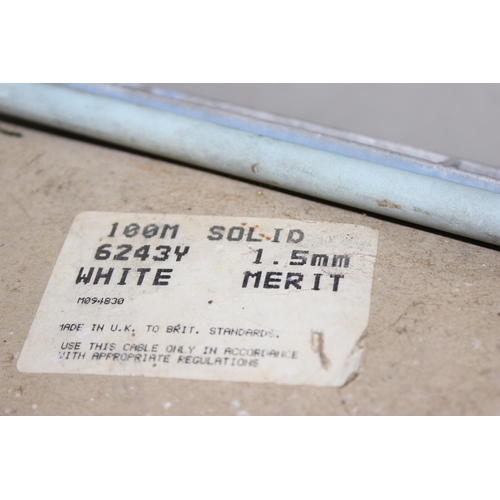 100M SOLID
6243Y 1.5mm
WHITE MERIT
M094830
MADE IN U.K. TO BRIT. STANDARDS.
USE THIS CABLE ONLY IN ACCORDANCE
WITH APPROPRIATE REGULATIONS